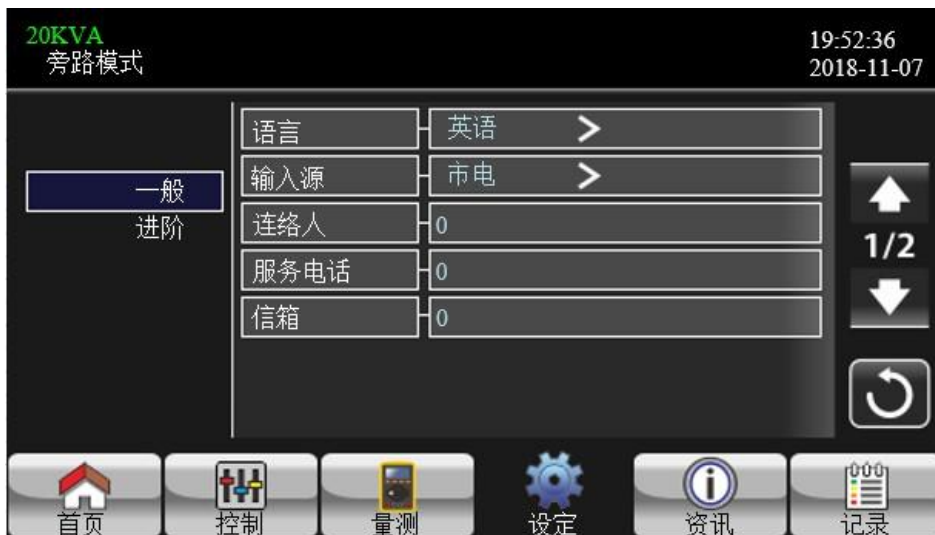 20KVA
旁路模式
19:52:36
2018-11-07
一般
进阶
语言 英语
输入源 市电
连络人 0
服务电话 0
信箱 0
1/2
首页 控制 量测 设定 资讯 记录